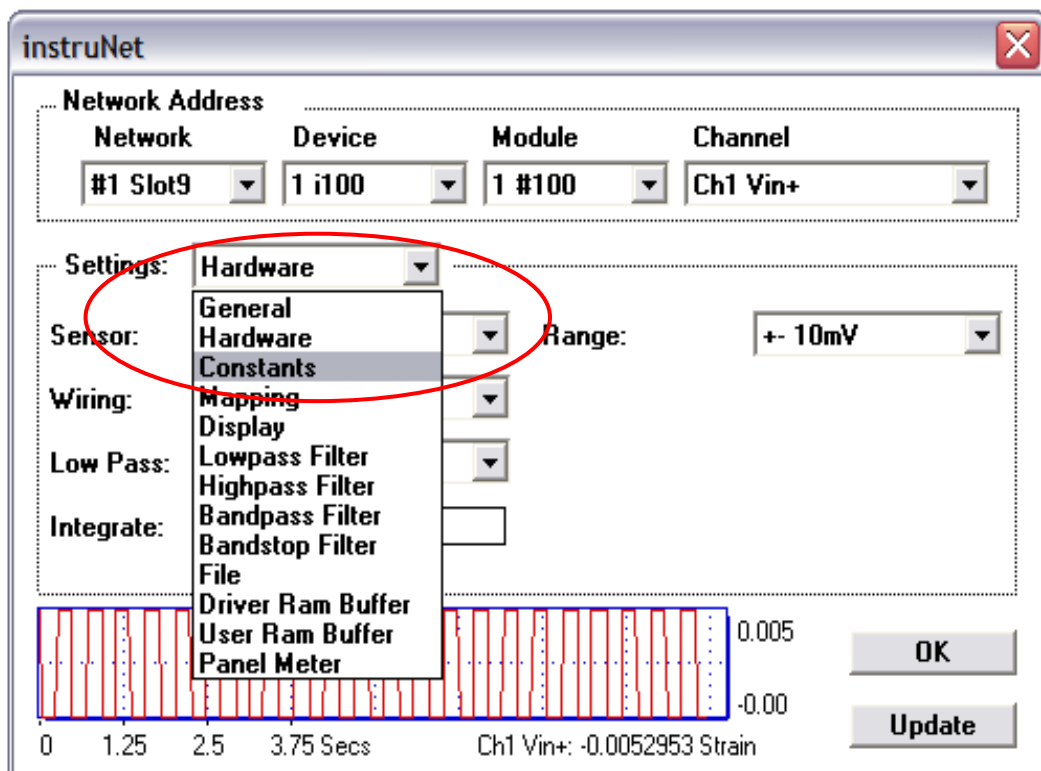 instruNet
Network Address
Network Device Module Channel
#1 Slot9 1 i100 1 #100 Ch1 Vin+
Settings: Hardware
General
Sensor: Hardware Range: +- 10mV
Constants
Wiring: Mapping
Display
Low Pass: Lowpass Filter
Highpass Filter
Integrate: Bandpass Filter
Bandstop Filter
File
Driver Ram Buffer 0.005
User Ram Buffer OK
Panel Meter
-0.00
Update
0 1.25 2.5 3.75 Secs Ch1 Vin+: -0.0052953 Strain